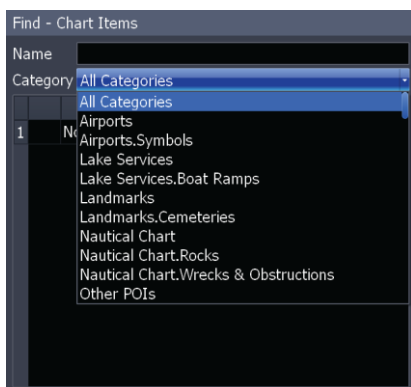 Find - Chart Items
Name
Category All Categories
All Categories
Airports
1
Airports.Symbols
Lake Services
Lake Services.Boat Ramps
Landmarks
Landmarks.Cemeteries
Nautical Chart
Nautical Chart.Rocks
Nautical Chart.Wrecks & Obstructions
Other POIs